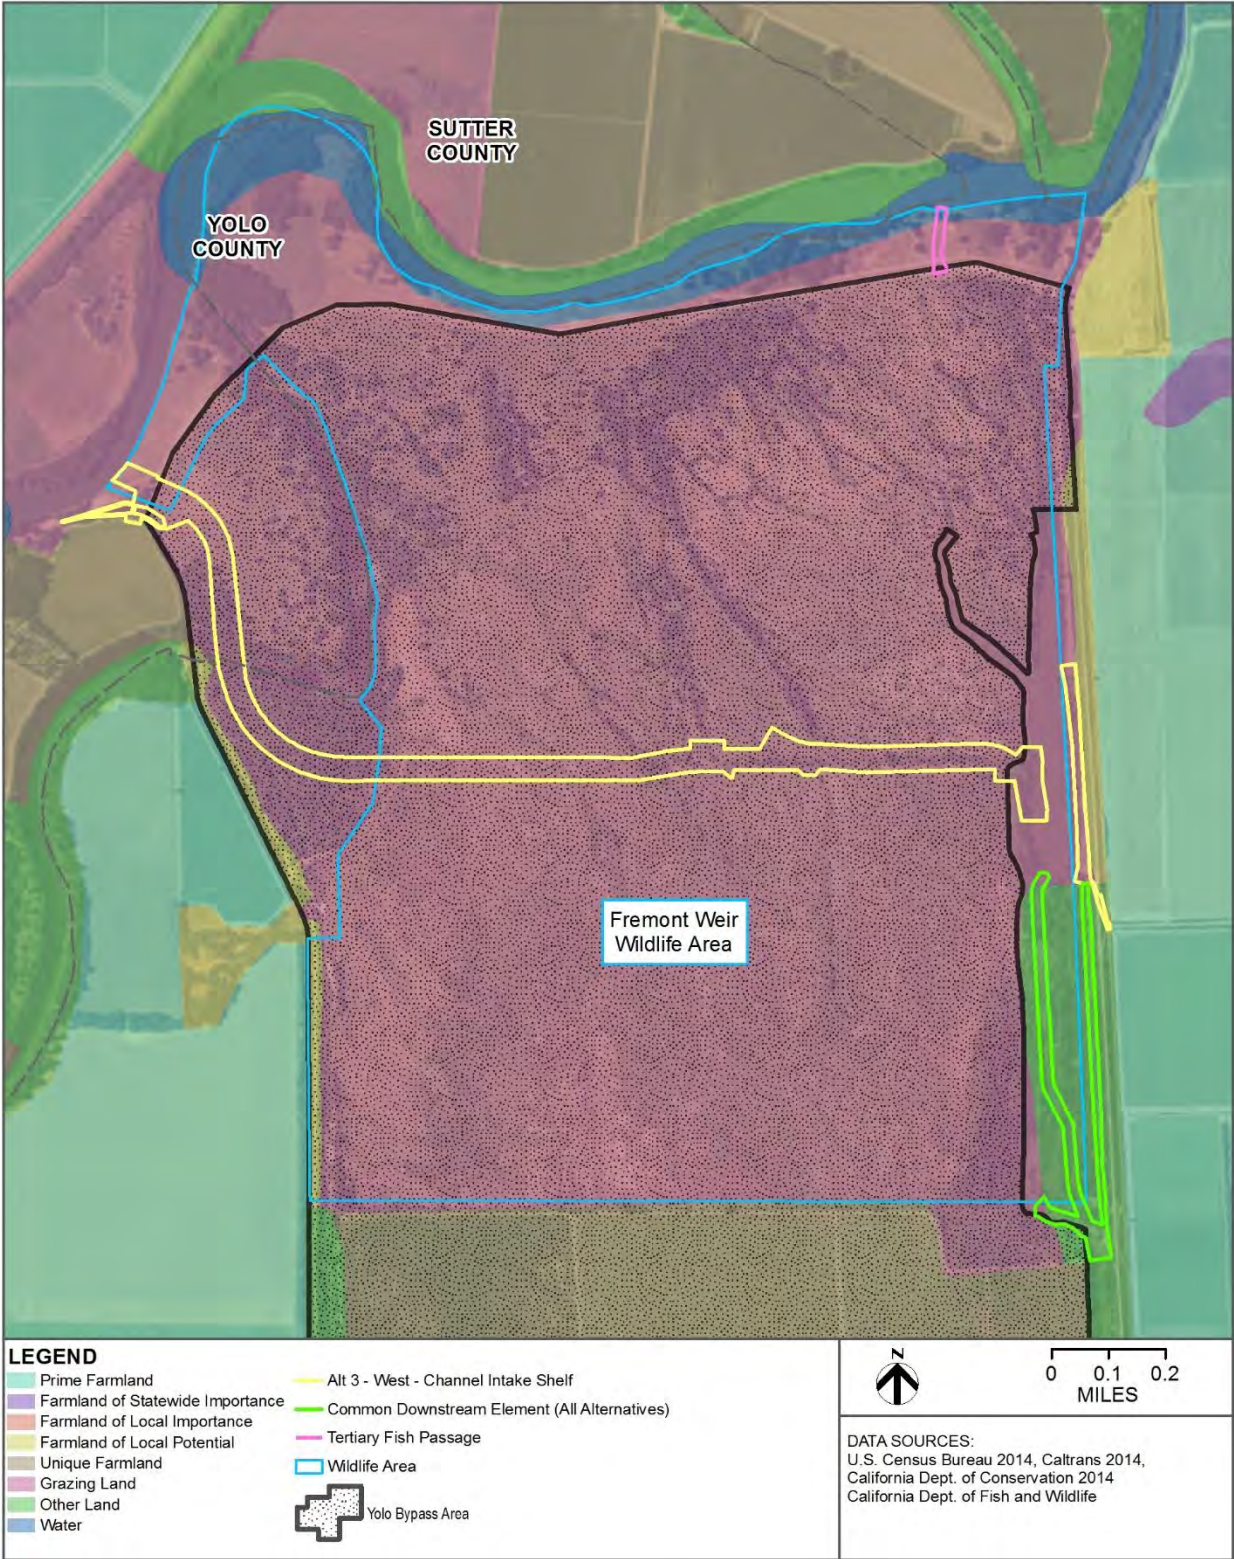 SUTTER
COUNTY
YOLO
COUNTY
Fremont Weir
Wildlife Area
LEGEND
Prime Farmland
Farmland of Statewide Importance
Farmland of Local Importance
Farmland of Local Potential
Unique Farmland
Grazing Land
Other Land
Water
Alt 3 - West - Channel Intake Shelf
Common Downstream Element (All Alternatives)
Tertiary Fish Passage
Wildlife Area
Yolo Bypass Area
N
0 0.1 0.2
MILES
DATA SOURCES:
U.S. Census Bureau 2014, Caltrans 2014,
California Dept. of Conservation 2014
California Dept. of Fish and Wildlife